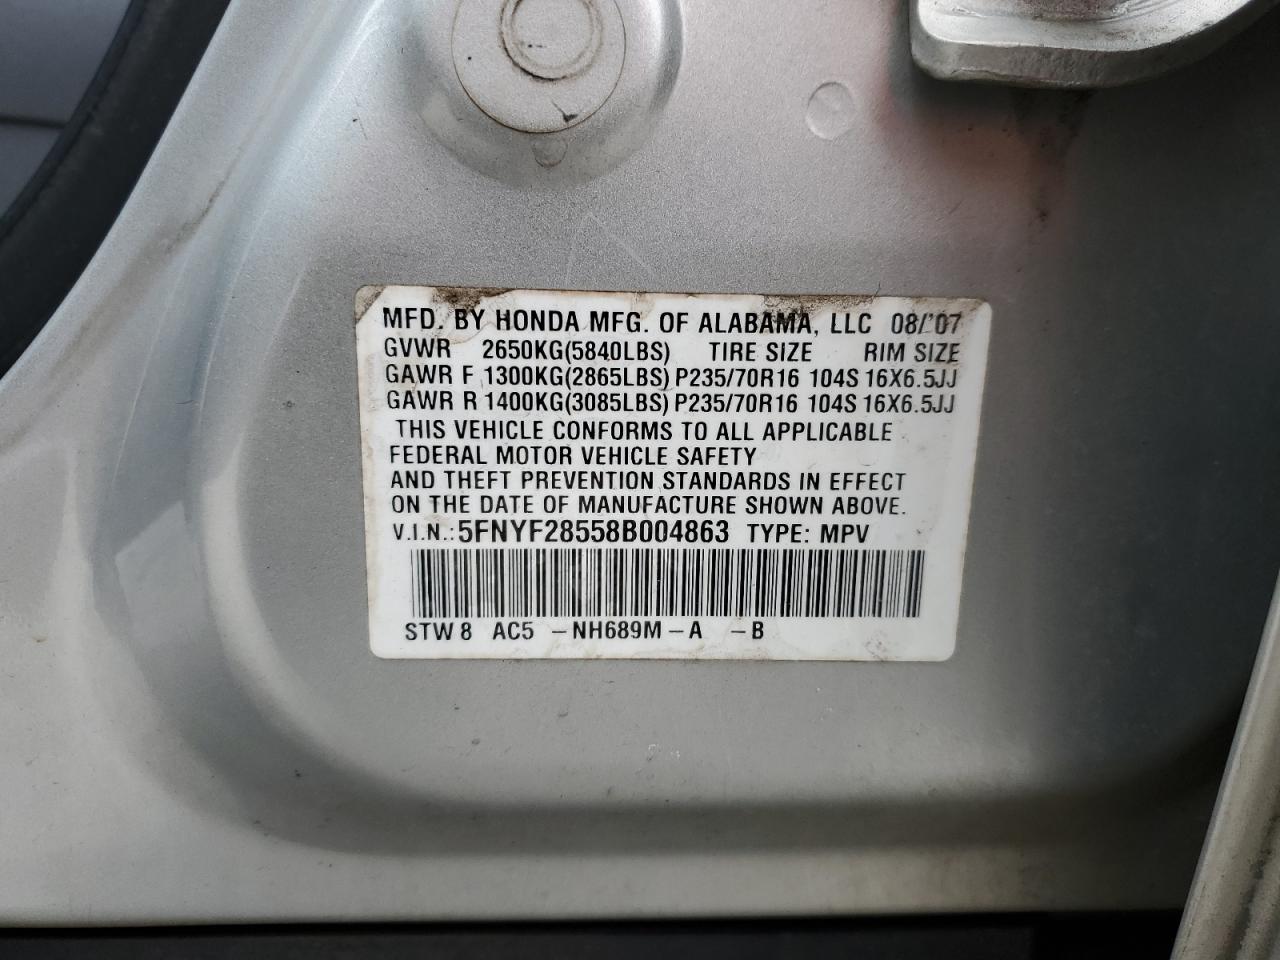 MFD. BY HONDA MFG. OF ALABAMA, LLC 08/'07
GVWR 2650KG(5840LBS) TIRE SIZE RIM SIZE
GAWR F 1300KG(2865LBS) P235/70R16 104S 16X6.5JJ
GAWR R 1400KG(3085LBS) P235/70R16 104S 16X6.5JJ
THIS VEHICLE CONFORMS TO ALL APPLICABLE
FEDERAL MOTOR VEHICLE SAFETY
AND THEFT PREVENTION STANDARDS IN EFFECT
ON THE DATE OF MANUFACTURE SHOWN ABOVE.
V.I.N.: 5FNYF28558B004863 TYPE: MPV
STW8 AC5 -NH689M-A -B